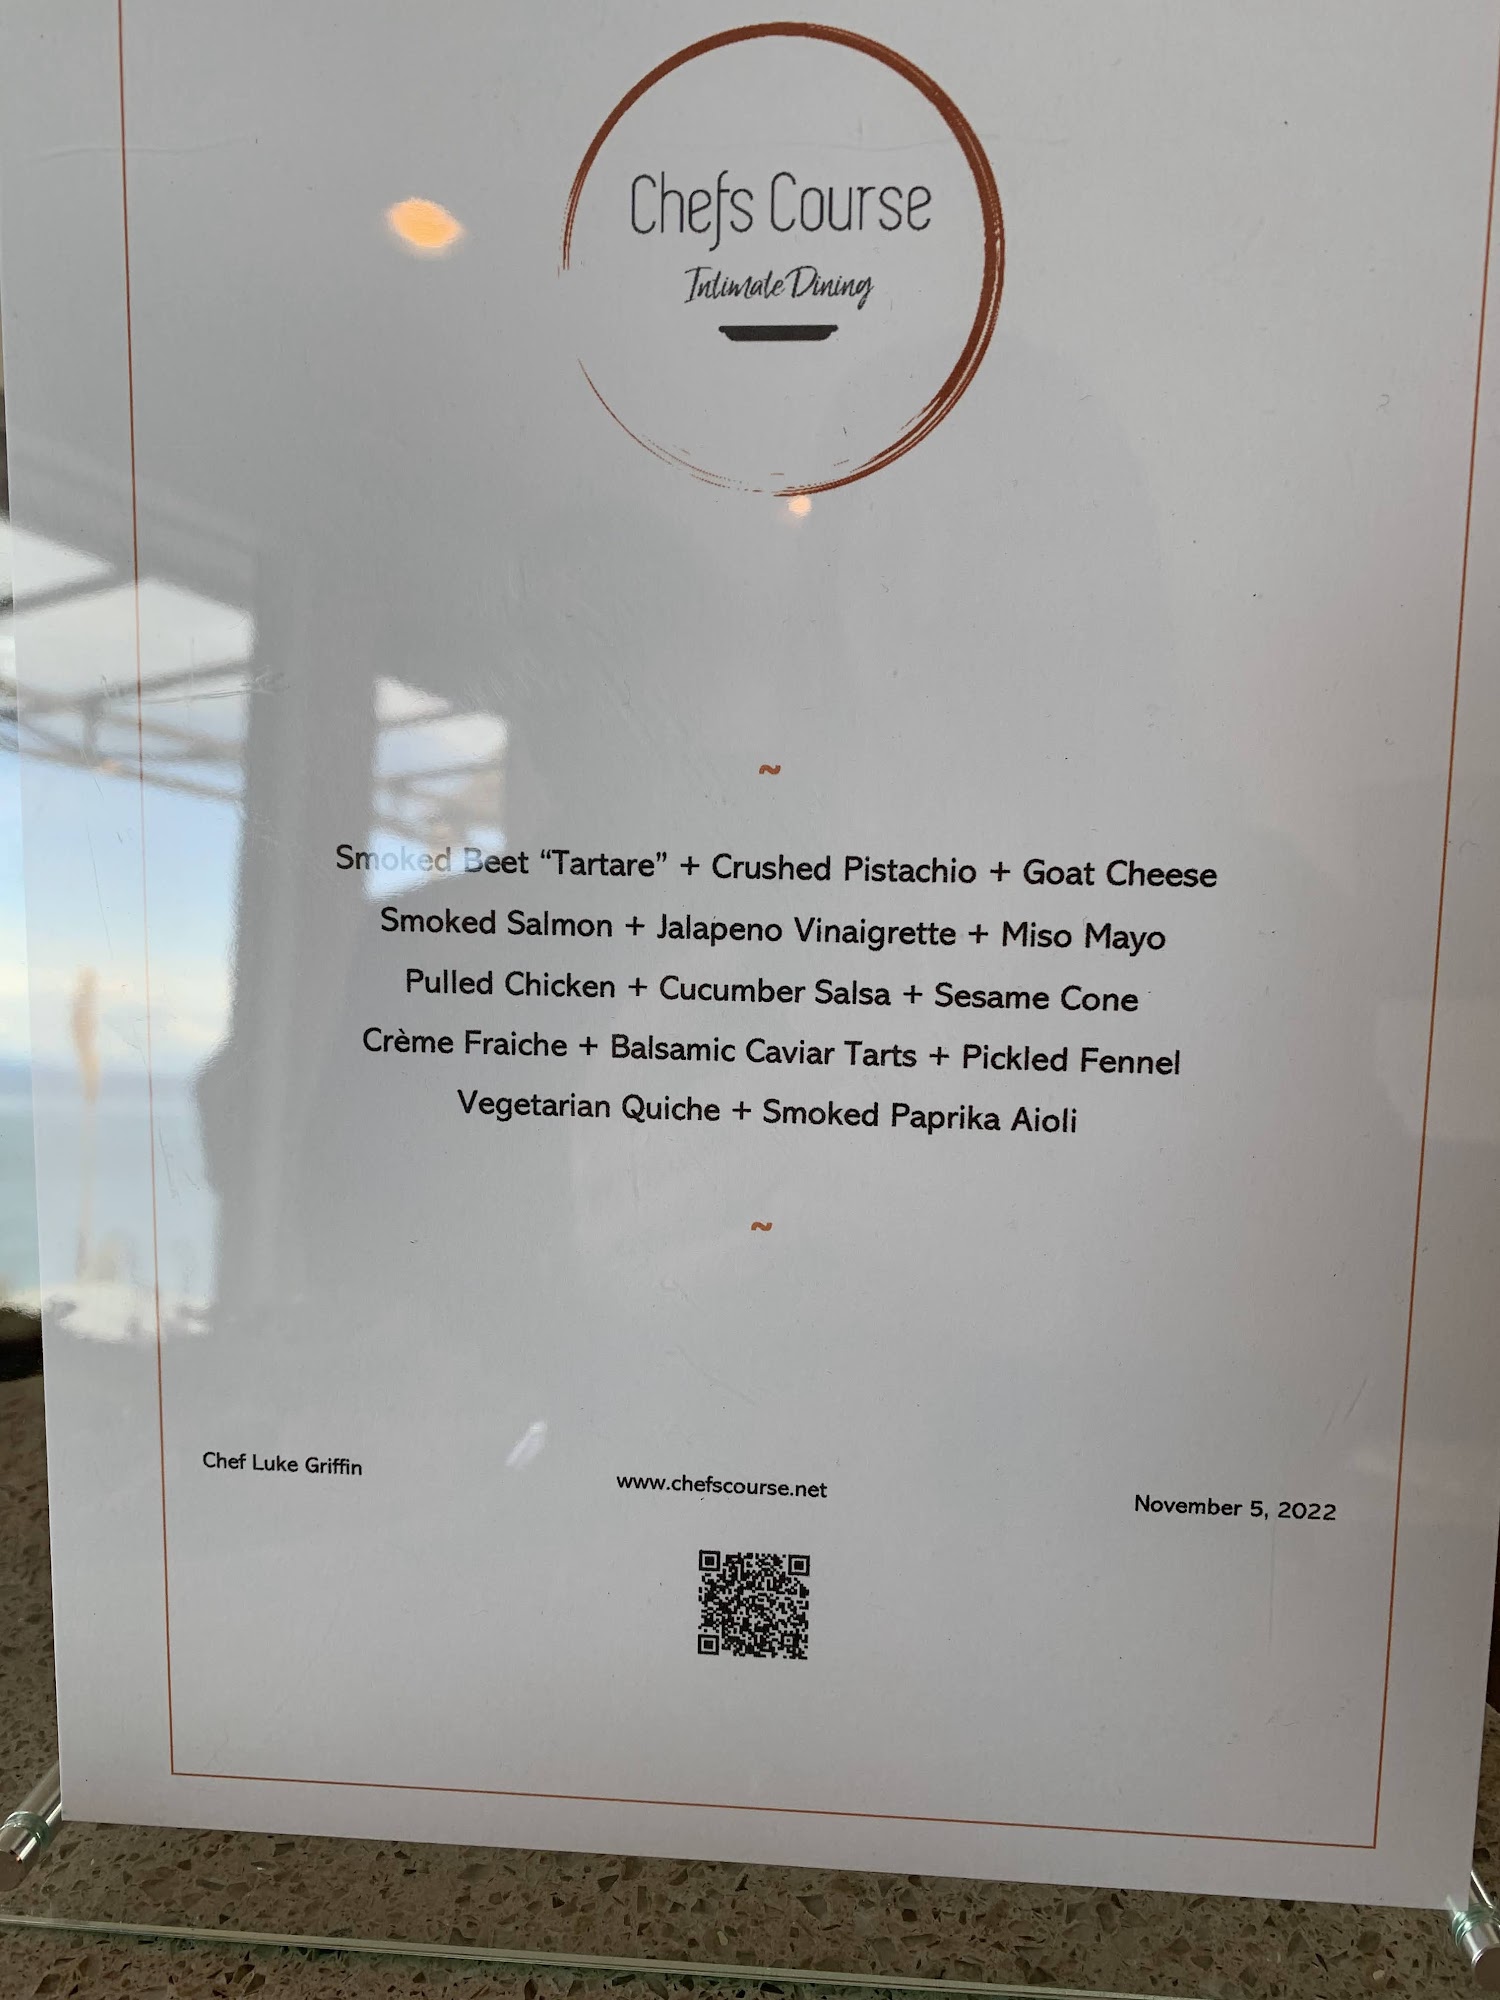 Chefs Course
Intimate Dining
~
Smoked Beet “Tartare” + Crushed Pistachio + Goat Cheese
Smoked Salmon + Jalapeno Vinaigrette + Miso Mayo
Pulled Chicken + Cucumber Salsa + Sesame Cone
Crème Fraiche + Balsamic Caviar Tarts + Pickled Fennel
Vegetarian Quiche + Smoked Paprika Aioli
~
Chef Luke Griffin
www.chefscourse.net
November 5, 2022